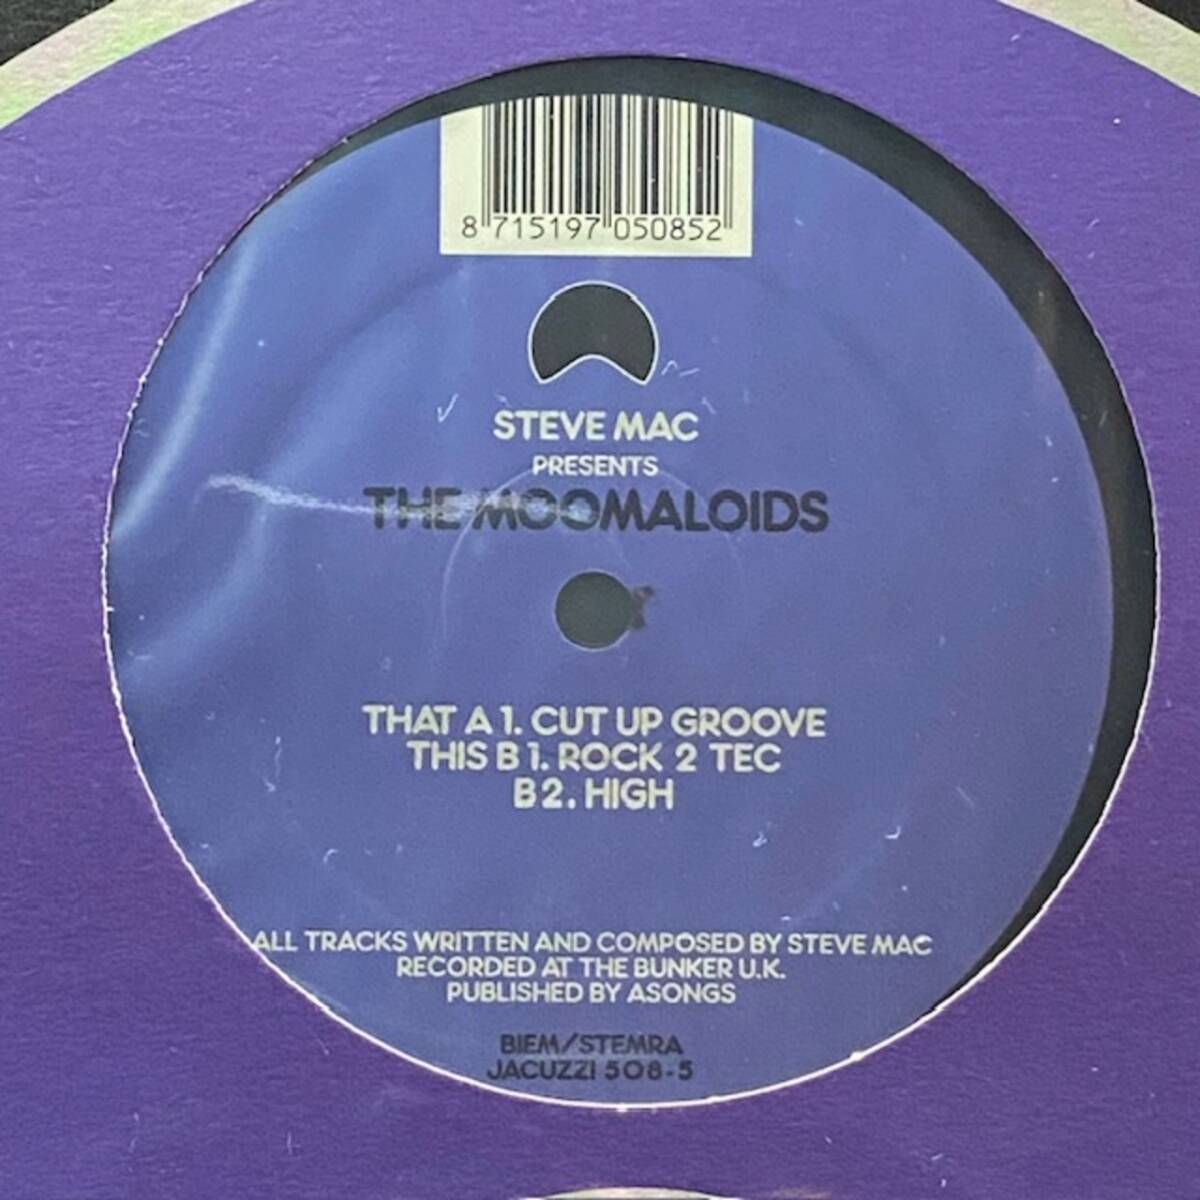 8 715197 050852
STEVE MAC
PRESENTS
THE MOOMALOIDS
THAT A 1. CUT UP GROOVE
THIS B 1. ROCK 2 TEC
B 2. HIGH
ALL TRACKS WRITTEN AND COMPOSED BY STEVE MAC
RECORDED AT THE BUNKER U.K.
PUBLISHED BY ASONGS
BIEM/STEMRA
JACUZZI 508-5